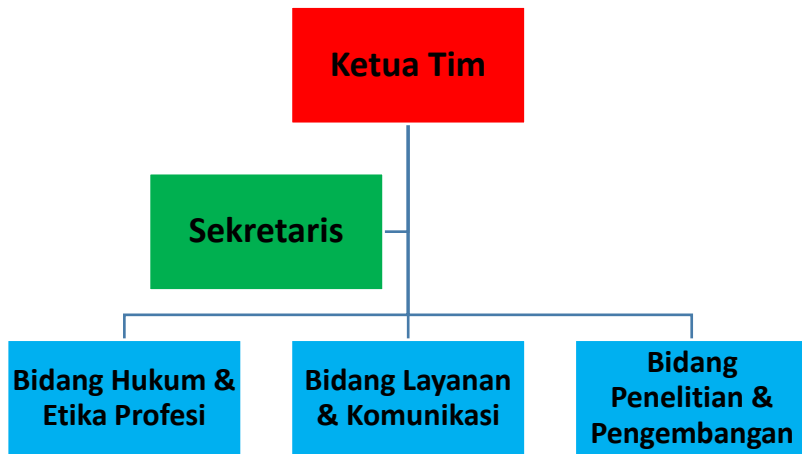 Ketua Tim
Sekretaris
Bidang Hukum &
Etika Profesi
Bidang Layanan
& Komunikasi
Bidang
Penelitian &
Pengembangan